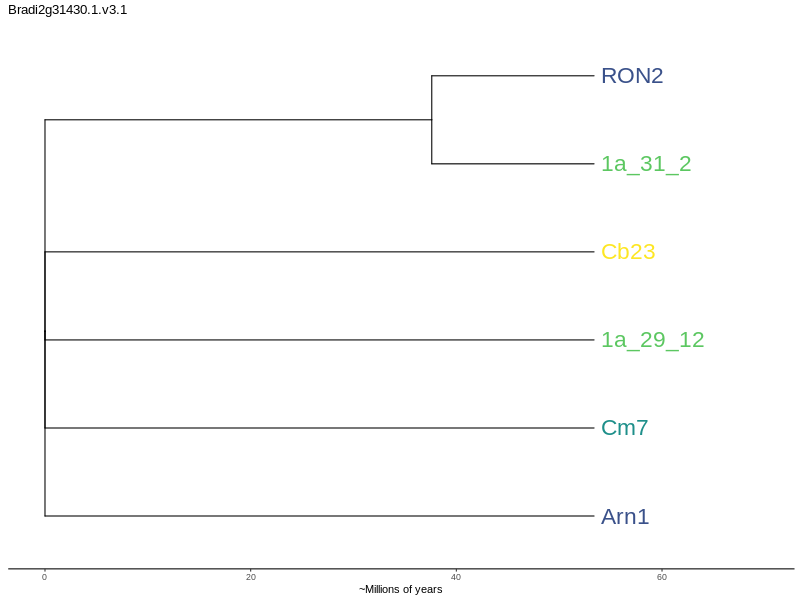 Bradi2g31430.1.v3.1
RON2
1a_31_2
Cb23
1a_29_12
Cm7
Arn1
0 20 40 60
~Millions of years